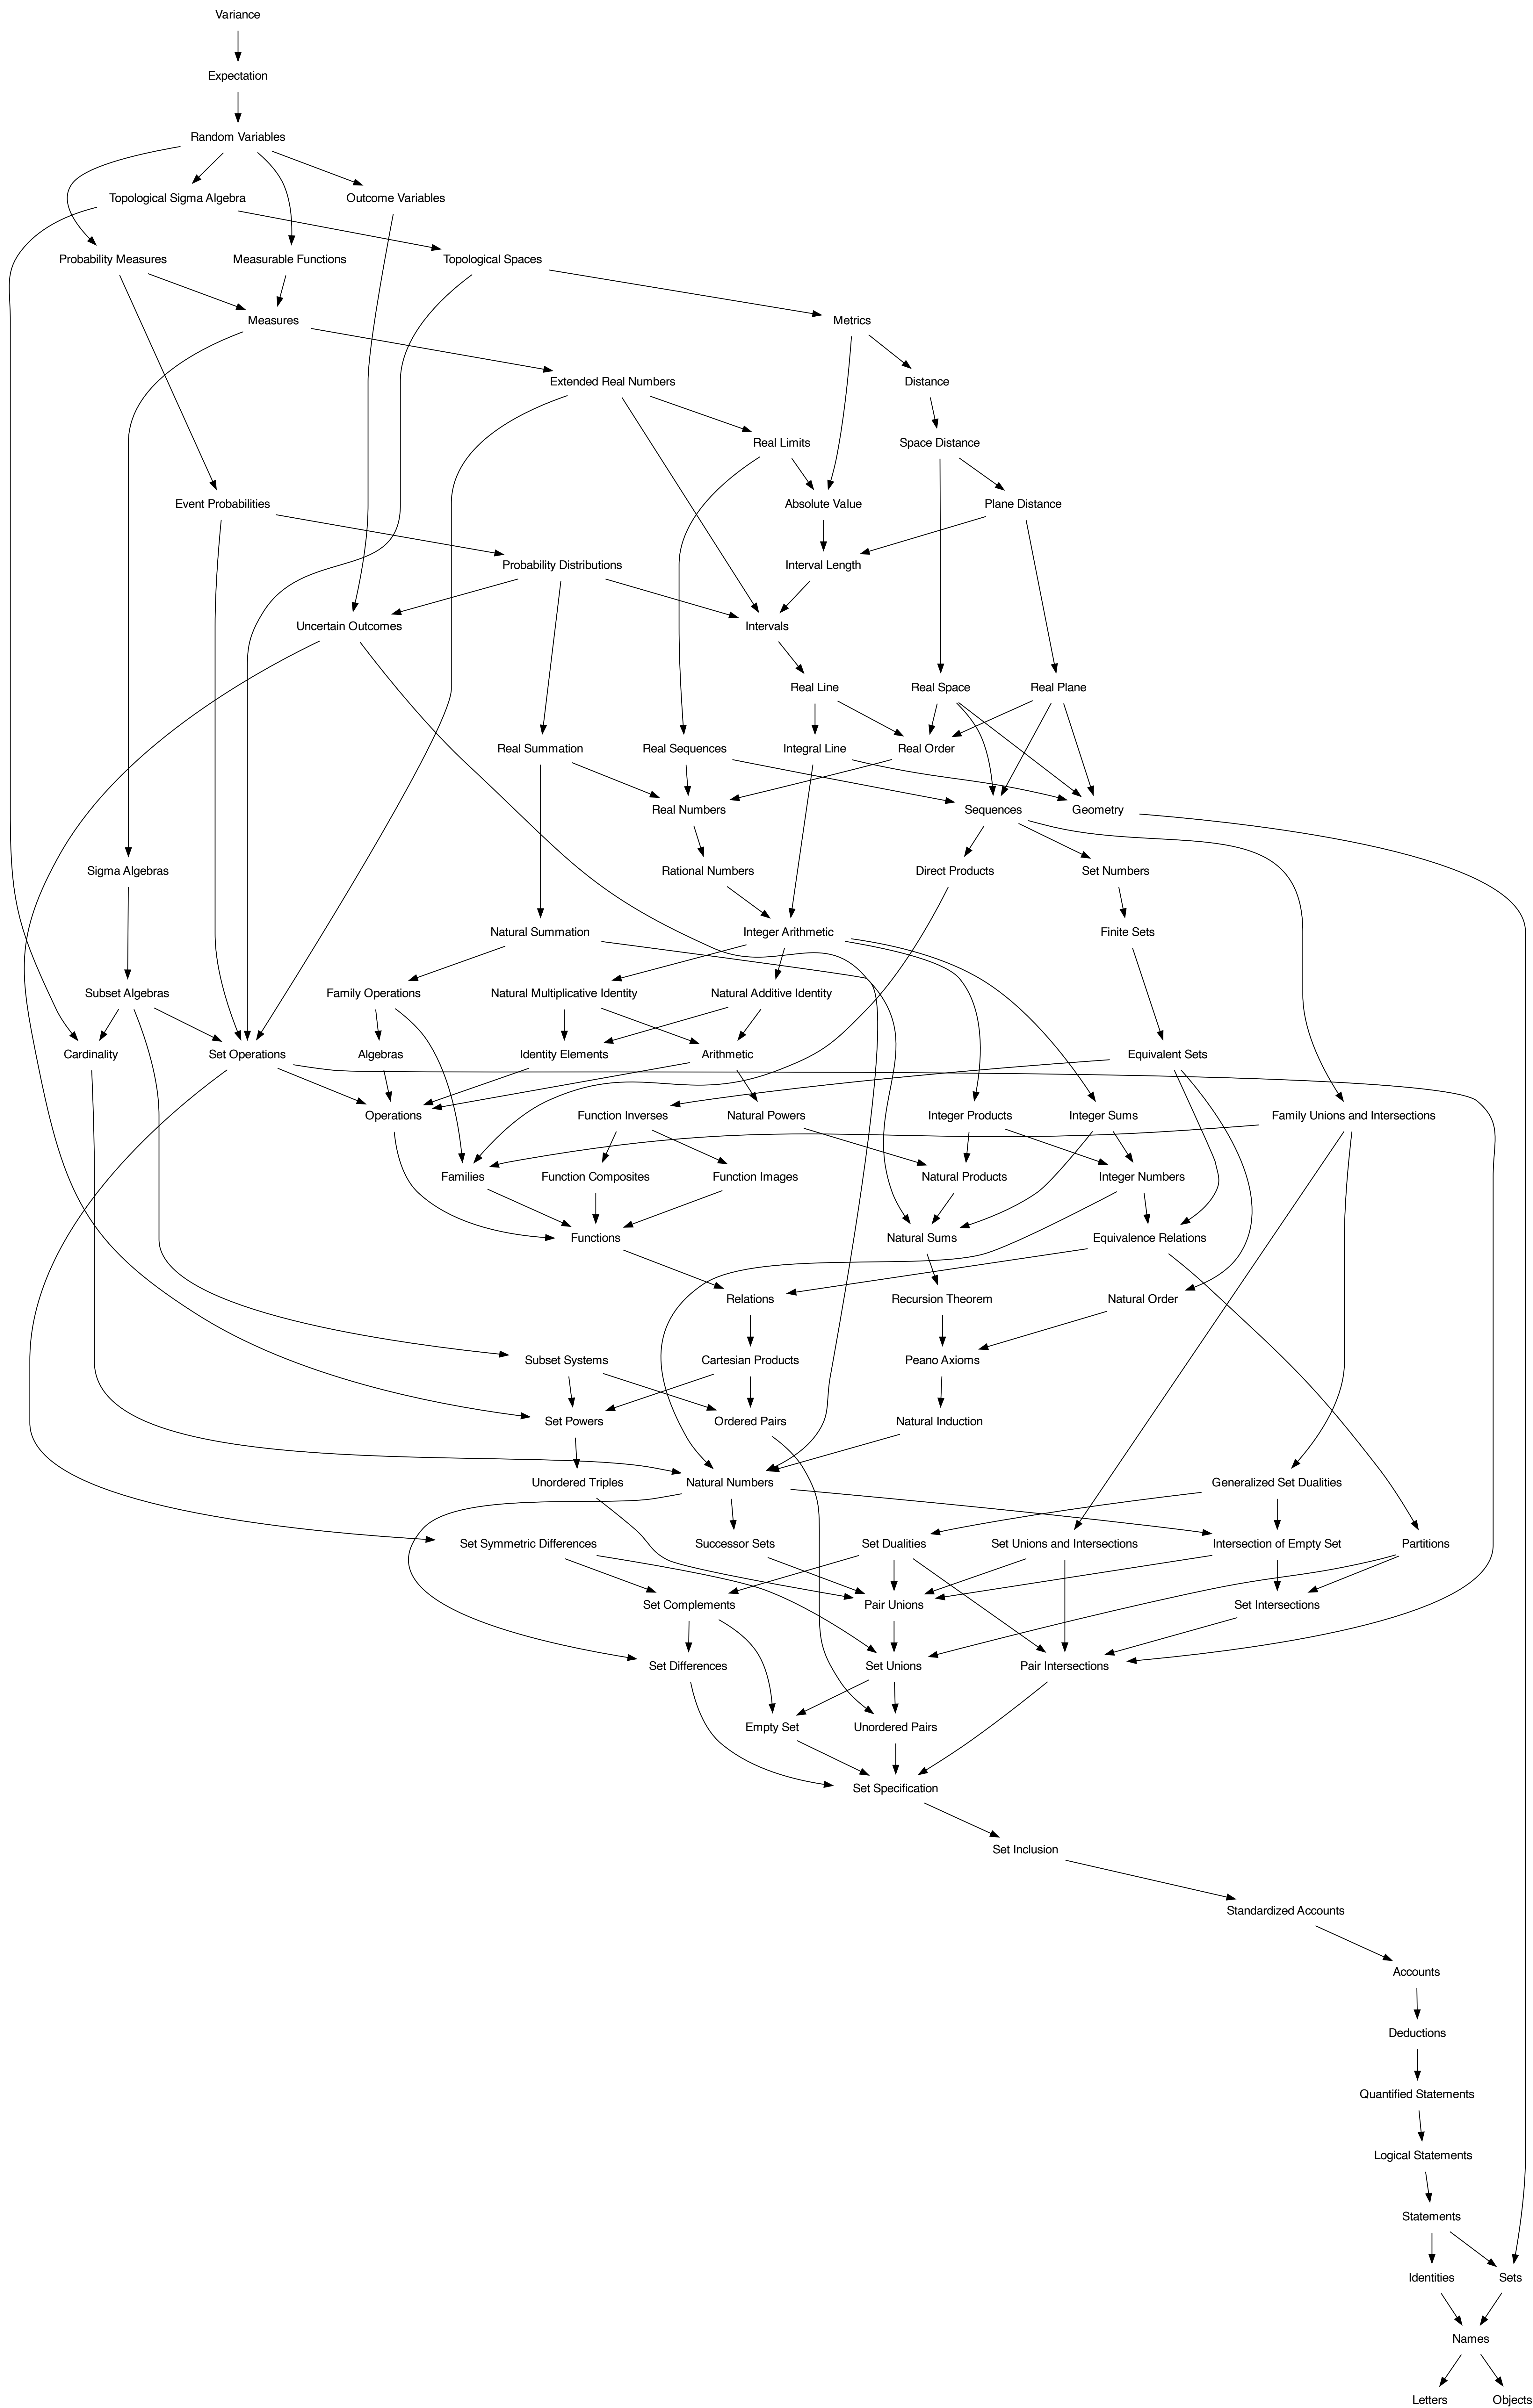 Variance
Expectation
Random Variables
Topological Sigma Algebra
Outcome Variables
Probability Measures
Measurable Functions
Topological Spaces
Measures
Metrics
Extended Real Numbers
Distance
Real Limits
Space Distance
Event Probabilities
Absolute Value
Plane Distance
Probability Distributions
Interval Length
Uncertain Outcomes
Intervals
Real Line
Real Space
Real Plane
Real Summation
Real Sequences
Integral Line
Real Order
Real Numbers
Sequences
Geometry
Sigma Algebras
Rational Numbers
Direct Products
Set Numbers
Natural Summation
Integer Arithmetic
Finite Sets
Subset Algebras
Family Operations
Natural Multiplicative Identity
Natural Additive Identity
Cardinality
Set Operations
Algebras
Identity Elements
Arithmetic
Equivalent Sets
Operations
Function Inverses
Natural Powers
Integer Products
Integer Sums
Family Unions and Intersections
Families
Function Composites
Function Images
Natural Products
Integer Numbers
Functions
Natural Sums
Equivalence Relations
Relations
Recursion Theorem
Natural Order
Subset Systems
Cartesian Products
Peano Axioms
Set Powers
Ordered Pairs
Natural Induction
Unordered Triples
Natural Numbers
Generalized Set Dualities
Set Symmetric Differences
Successor Sets
Set Dualities
Set Unions and Intersections
Intersection of Empty Set
Partitions
Set Complements
Pair Unions
Set Intersections
Set Differences
Set Unions
Pair Intersections
Empty Set
Unordered Pairs
Set Specification
Set Inclusion
Standardized Accounts
Accounts
Deductions
Quantified Statements
Logical Statements
Statements
Identities
Sets
Names
Letters
Objects